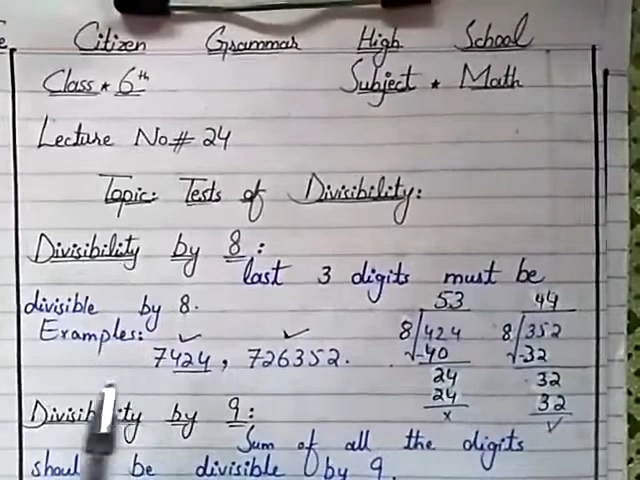 Citizen Grammar High School
Class * 6th Subject * Math
Lecture No # 24
Topic: Tests of Divisibility:
Divisibility by 8:
last 3 digits must be
divisible by 8.
Examples:
7424, 726352.
53
8 424
-40
24
24
x
44
8 352
-32
32
32
✓
Divisibility by 9:
Sum of all the digits
should be divisible by 9.